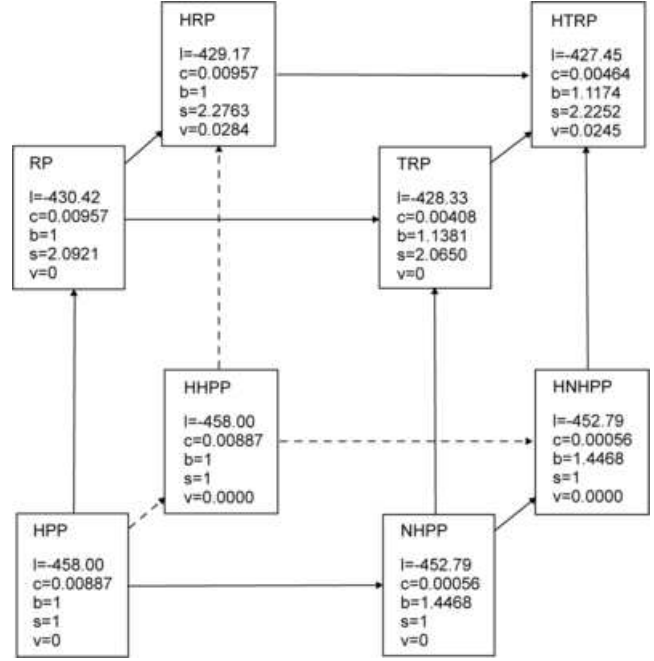 HRP
l=-429.17
c=0.00957
b=1
s=2.2763
v=0.0284
HTRP
l=-427.45
c=0.00464
b=1.1174
s=2.2252
v=0.0245
RP
l=-430.42
c=0.00957
b=1
s=2.0921
v=0
TRP
l=-428.33
c=0.00408
b=1.1381
s=2.0650
v=0
HHPP
l=-458.00
c=0.00887
b=1
s=1
v=0.0000
HNHPP
l=-452.79
c=0.00056
b=1.4468
s=1
v=0.0000
HPP
l=-458.00
c=0.00887
b=1
s=1
v=0
NHPP
l=-452.79
c=0.00056
b=1.4468
s=1
v=0